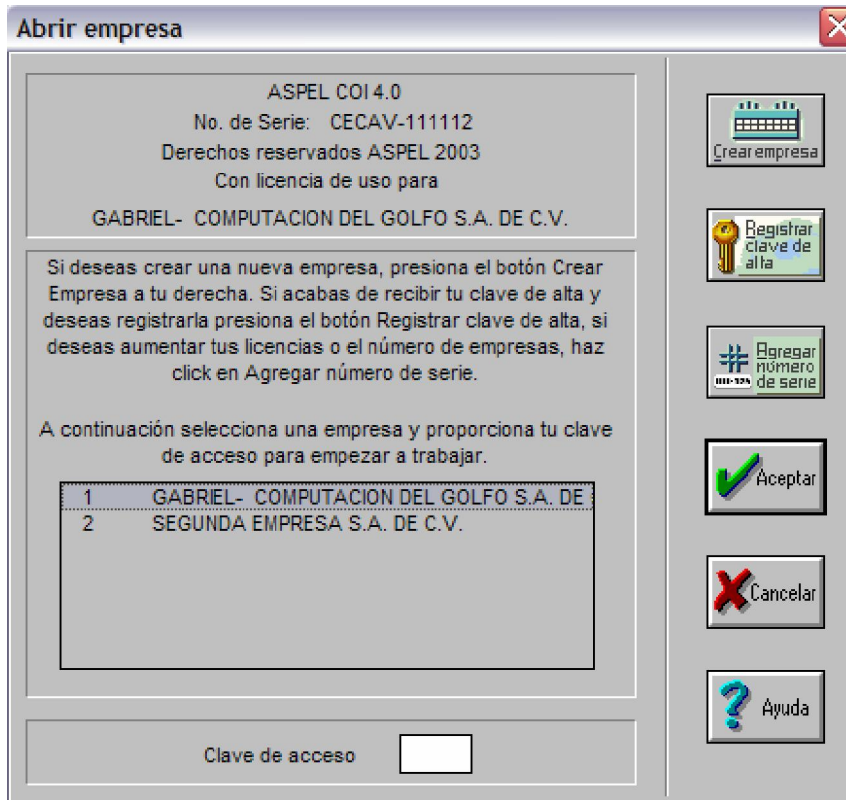 Abrir empresa
ASPEL COI 4.0
No. de Serie: CECAV-111112
Derechos reservados ASPEL 2003
Con licencia de uso para
GABRIEL- COMPUTACION DEL GOLFO S.A. DE C.V.
Si deseas crear una nueva empresa, presiona el botón Crear
Empresa a tu derecha. Si acabas de recibir tu clave de alta y
deseas registrarla presiona el botón Registrar clave de alta, si
deseas aumentar tus licencias o el número de empresas, haz
click en Agregar número de serie.
A continuación selecciona una empresa y proporciona tu clave
de acceso para empezar a trabajar.
1 GABRIEL- COMPUTACION DEL GOLFO S.A. DE
2 SEGUNDA EMPRESA S.A. DE C.V.
Clave de acceso
Crear empresa
Registrar
clave de
alta
Agregar
número
de serie
Aceptar
Cancelar
Ayuda